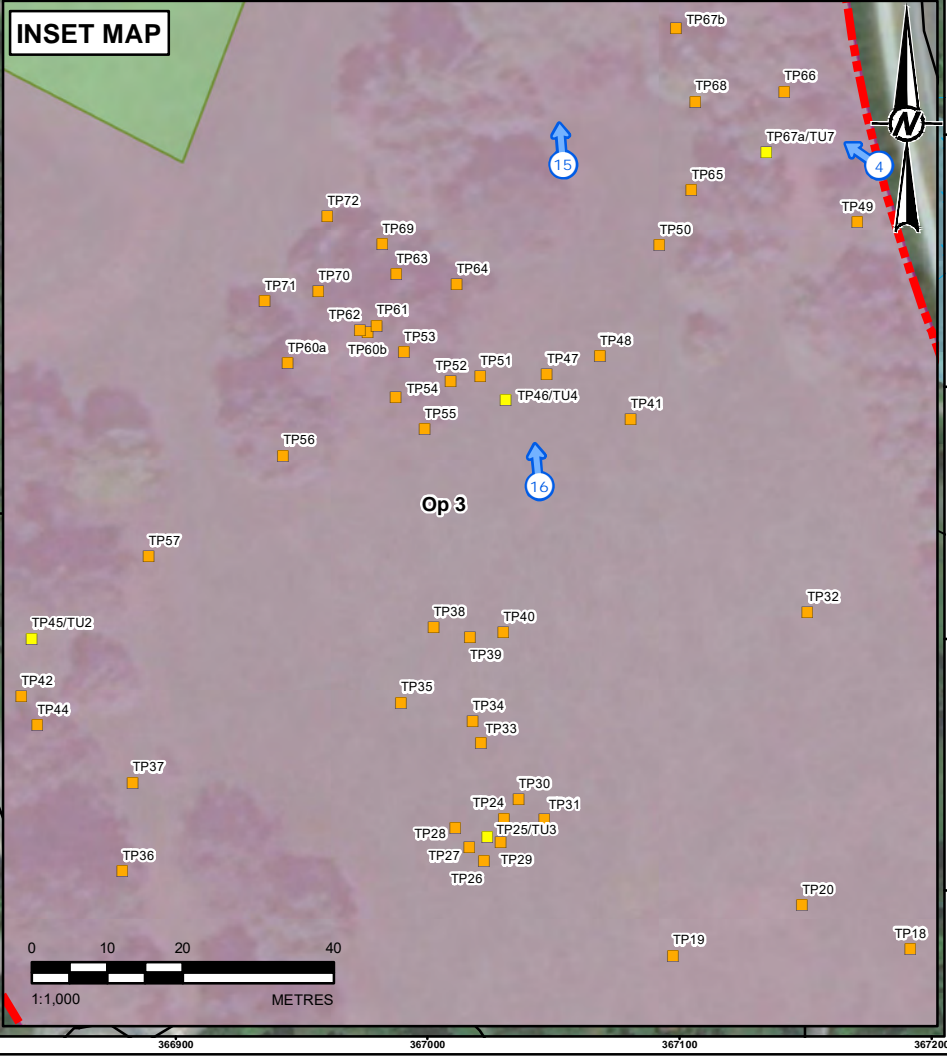 INSET MAP
TP67b
TP68
TP66
N
TP67a/TU7
15
4
TP65
TP72
TP49
TP69
TP50
TP63
TP70
TP64
TP71
TP62
TP61
TP48
TP60a
TP60b
TP53
TP47
TP52
TP51
TP54
TP46/TU4
TP41
TP55
TP56
16
Op 3
TP57
TP32
TP45/TU2
TP38
TP40
TP39
TP42
TP35
TP34
TP44
TP33
TP37
TP30
TP24
TP31
TP28
TP25/TU3
TP27
TP29
TP36
TP26
TP20
TP18
TP19
0 10 20 40
1:1,000 METRES
366900 367000 367100 367200